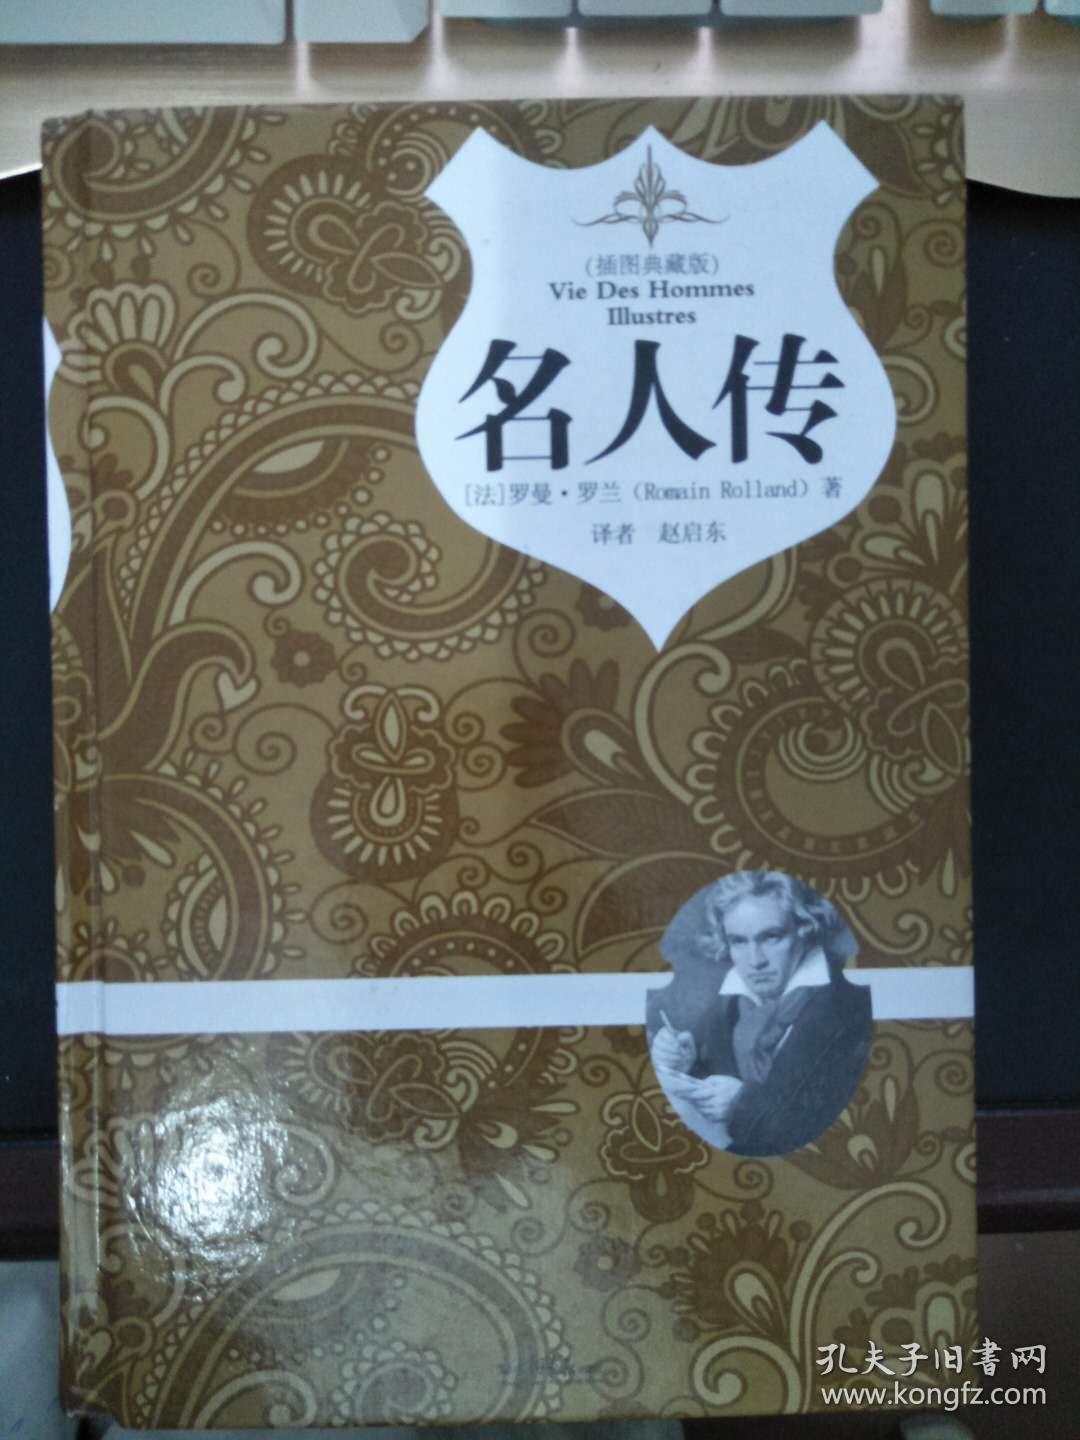 (插图典藏版)
Vie Des Hommes
Illustres
名人传
[法]罗曼·罗兰（Romain Rolland）著
译者 赵启东
孔夫子旧书网
www.kongfz.com